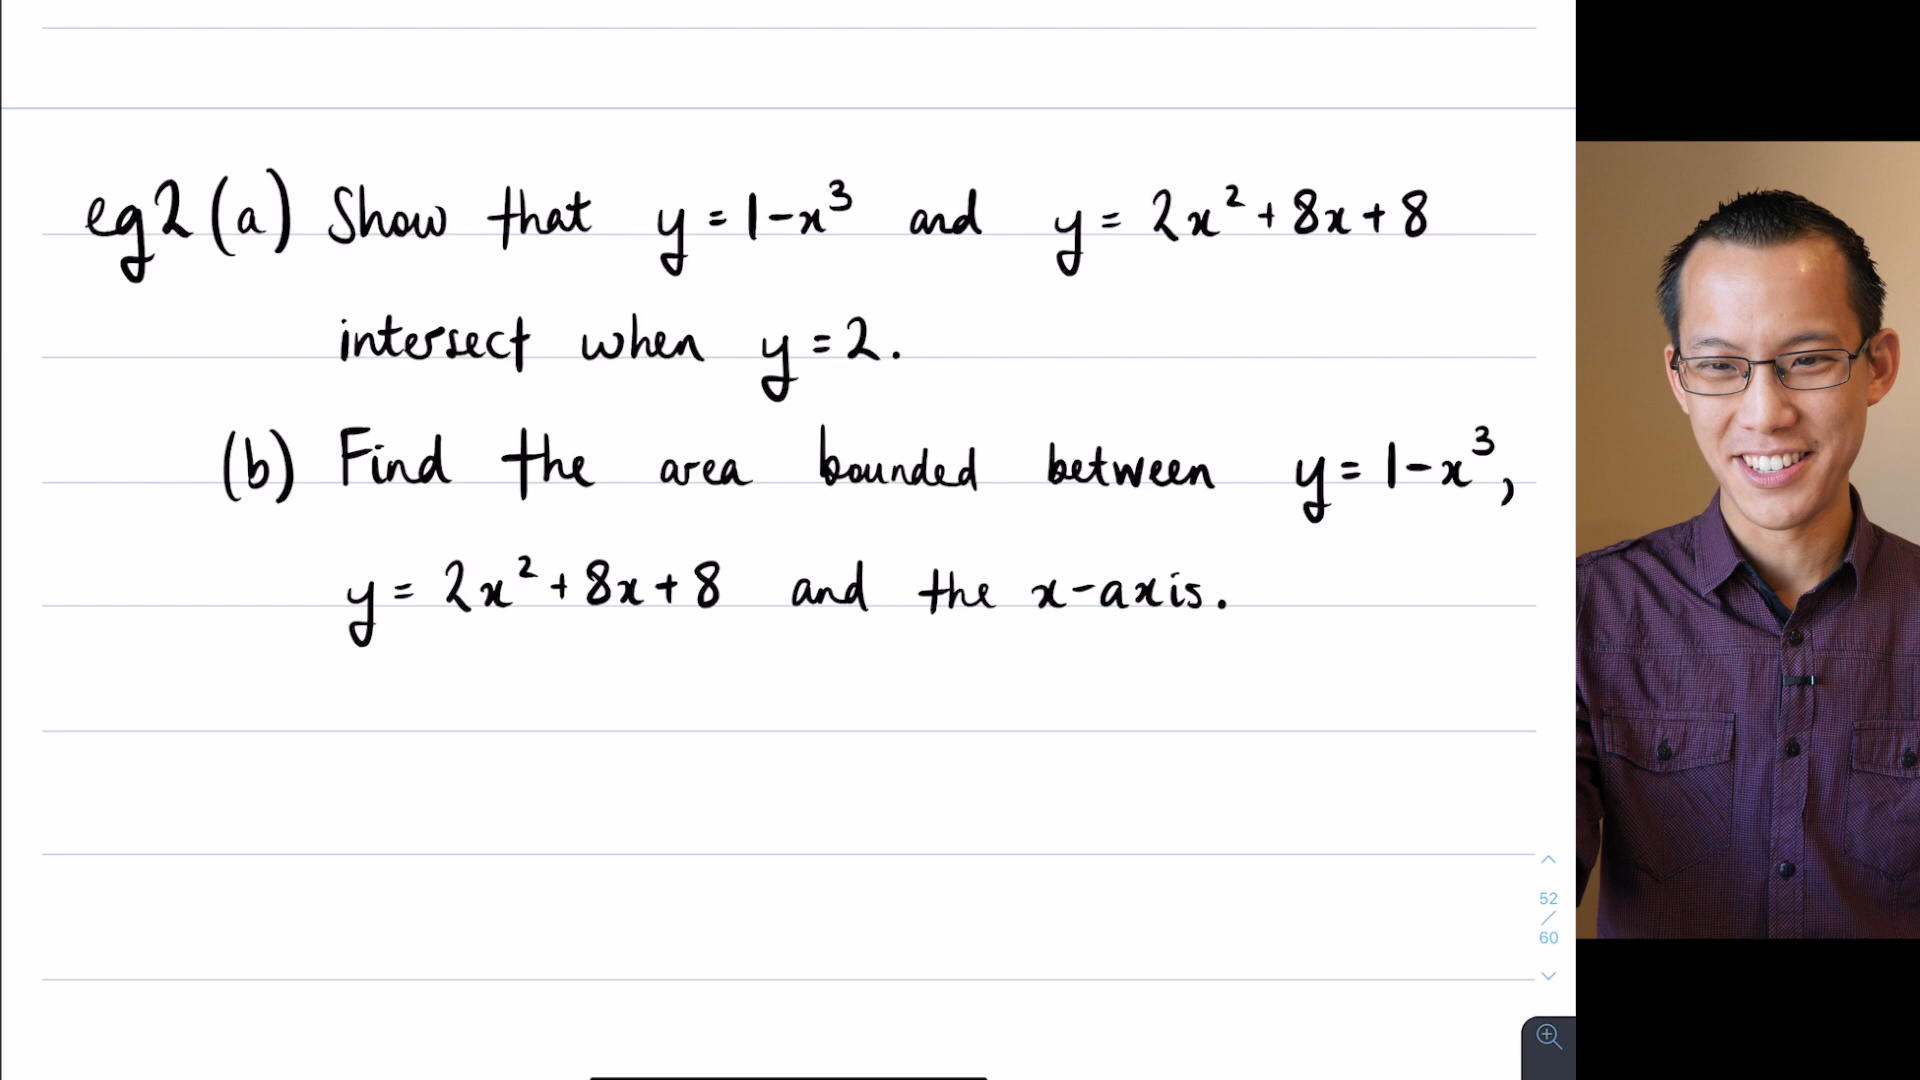 eg2 (a) Show that y = 1-x³ and y = 2x² + 8x + 8
intersect when y = 2.
(b) Find the area bounded between y = 1-x³,
y = 2x² + 8x + 8 and the x-axis.
52
/
60